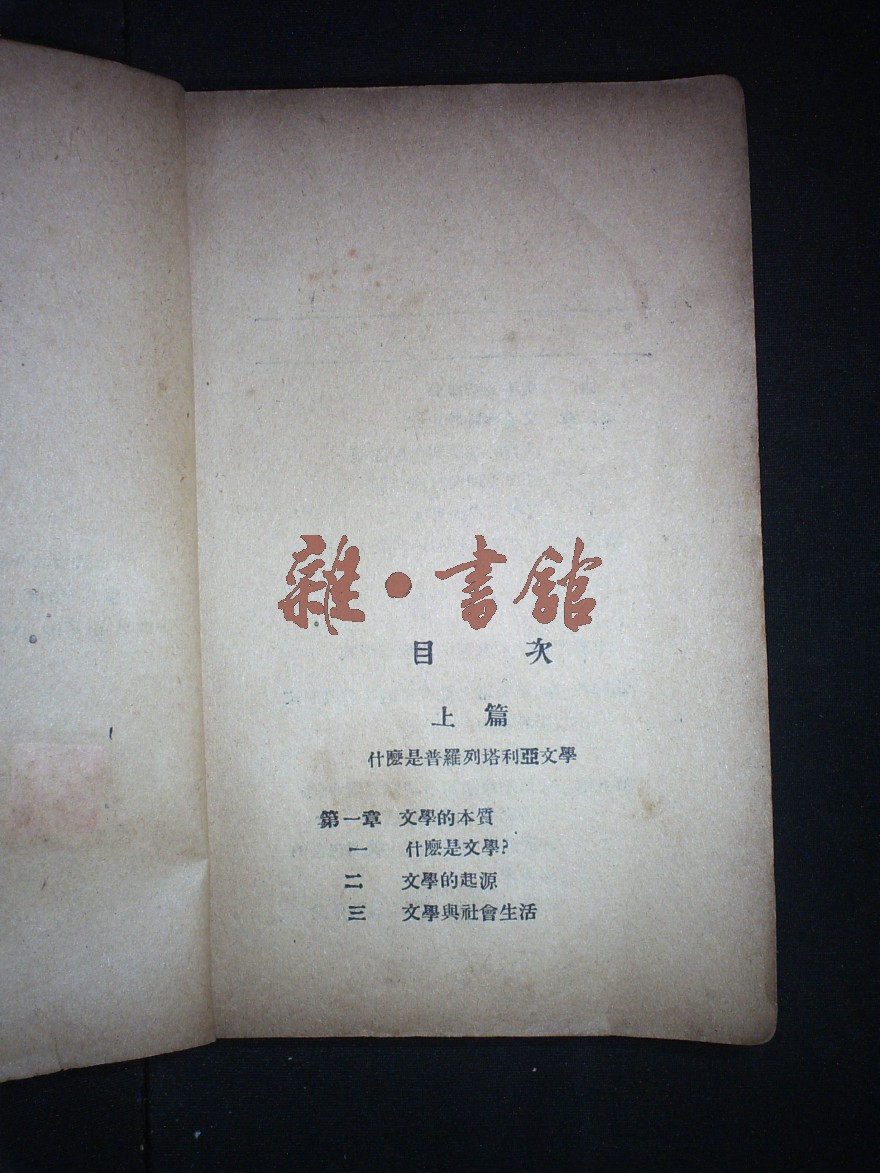 雜·書館
目 次
上 篇
什麽是普羅列塔利亞文學
第一章 文學的本質
一 什麽是文學?
二 文學的起源
三 文學與社會生活